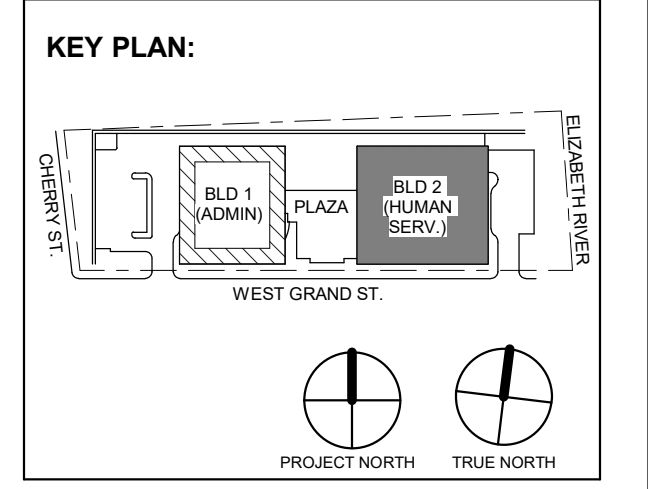 KEY PLAN:
CHERRY ST.
BLD 1
(ADMIN)
PLAZA
BLD 2
(HUMAN
SERV.)
ELIZABETH RIVER
WEST GRAND ST.
PROJECT NORTH
TRUE NORTH